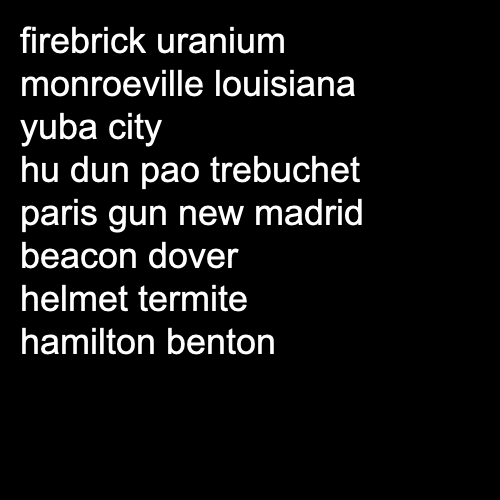 firebrick uranium
monroeville louisiana
yuba city
hu dun pao trebuchet
paris gun new madrid
beacon dover
helmet termite
hamilton benton